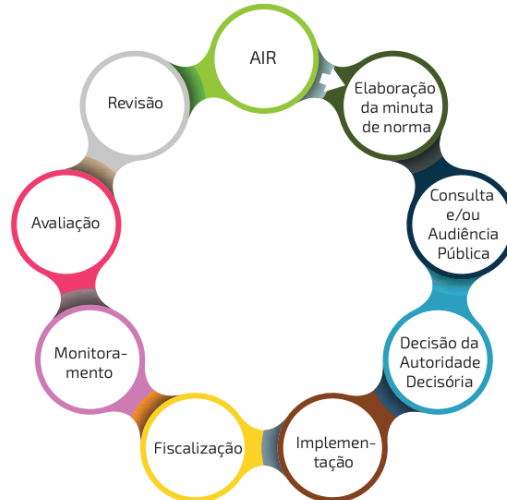 AIR
Elaboração
da minuta
de norma
Consulta
e/ou
Audiência
Pública
Decisão da
Autoridade
Decisória
Implemen-
tação
Fiscalização
Monitora-
mento
Avaliação
Revisão